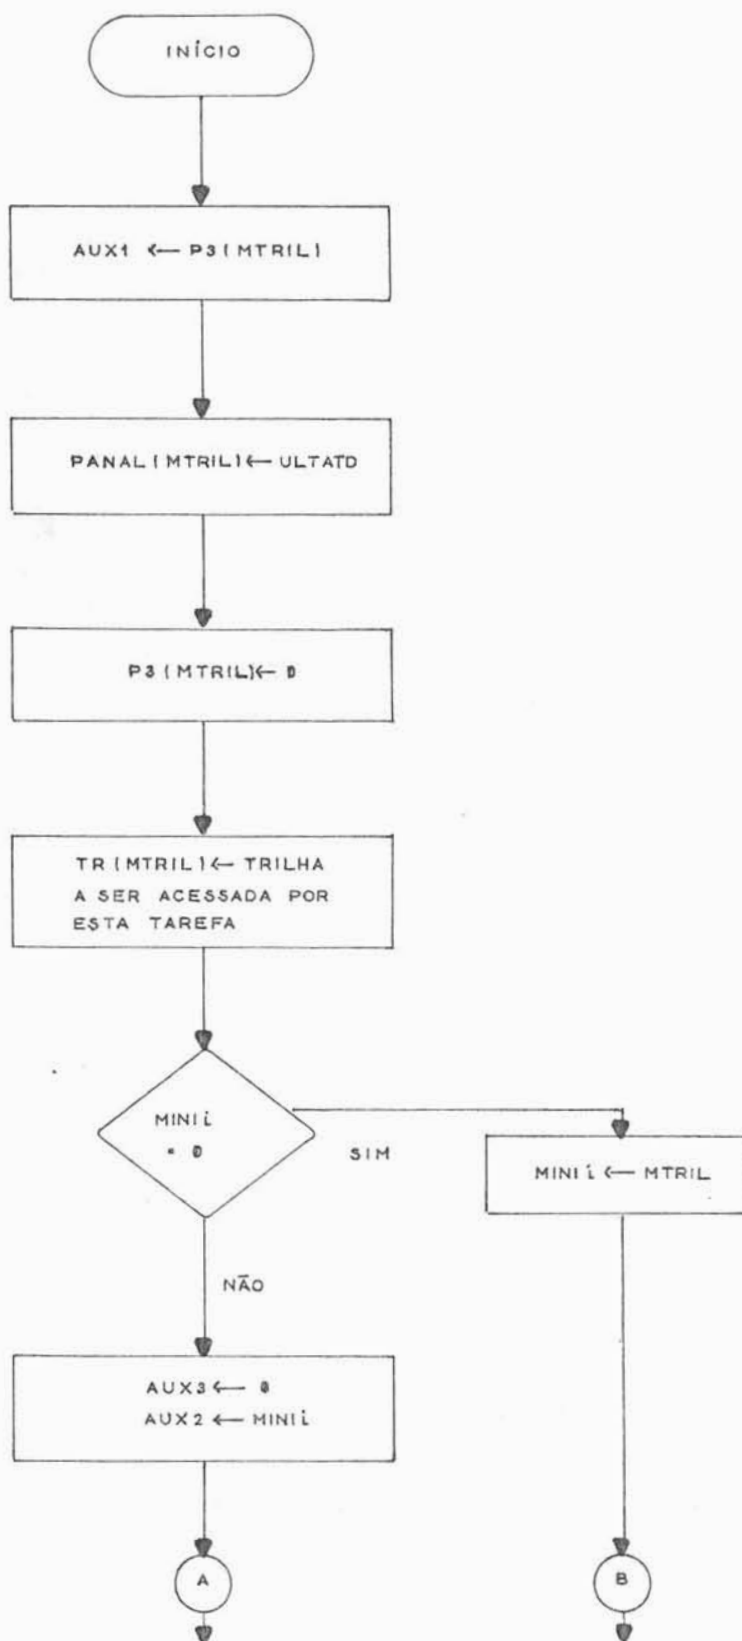 INÍCIO
AUX1 ← P3(MTRIL)
PANAL(MTRIL) ← ULTATD
P3(MTRIL) ← 0
TR(MTRIL) ← TRILHA
A SER ACESSADA POR
ESTA TAREFA
MINIi
= 0
SIM
MINIi ← MTRIL
NÃO
AUX3 ← 0
AUX2 ← MINIi
A
B